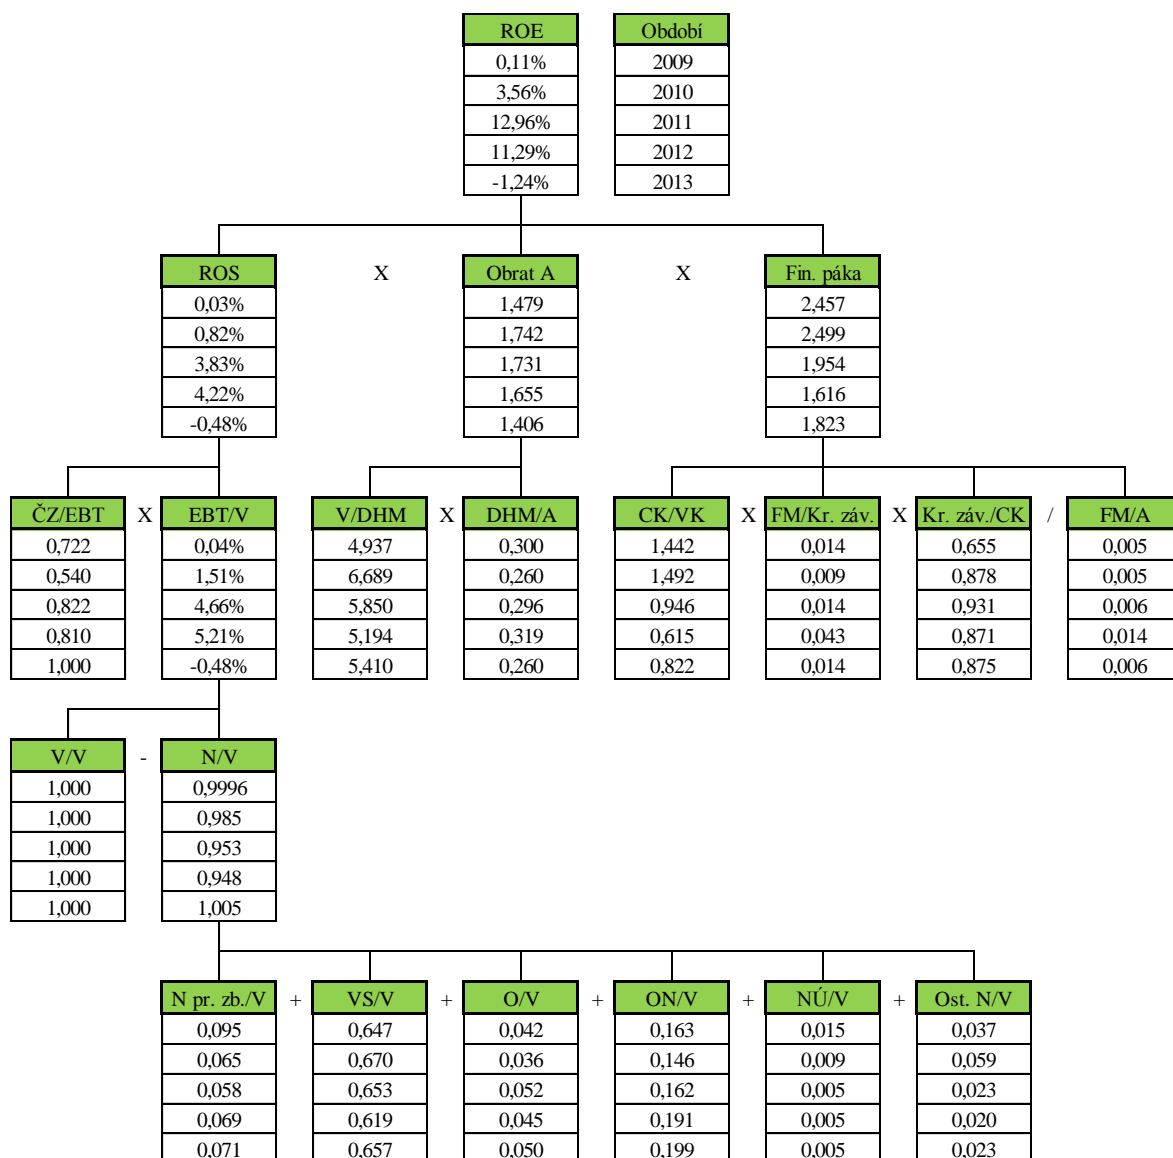 ROE Období
0,11% 2009
3,56% 2010
12,96% 2011
11,29% 2012
-1,24% 2013
ROS X Obrat A X Fin. páka
0,03% 1,479 2,457
0,82% 1,742 2,499
3,83% 1,731 1,954
4,22% 1,655 1,616
-0,48% 1,406 1,823
ČZ/EBT X EBT/V V/DHM X DHM/A CK/VK X FM/Kr. záv. X Kr. záv./CK / FM/A
0,722 0,04% 4,937 0,300 1,442 0,014 0,655 0,005
0,540 1,51% 6,689 0,260 1,492 0,009 0,878 0,005
0,822 4,66% 5,850 0,296 0,946 0,014 0,931 0,006
0,810 5,21% 5,194 0,319 0,615 0,043 0,871 0,014
1,000 -0,48% 5,410 0,260 0,822 0,014 0,875 0,006
V/V - N/V
1,000 0,9996
1,000 0,985
1,000 0,953
1,000 0,948
1,000 1,005
N pr. zb./V + VS/V + O/V + ON/V + NÚ/V + Ost. N/V
0,095 0,647 0,042 0,163 0,015 0,037
0,065 0,670 0,036 0,146 0,009 0,059
0,058 0,653 0,052 0,162 0,005 0,023
0,069 0,619 0,045 0,191 0,005 0,020
0,071 0,657 0,050 0,199 0,005 0,023